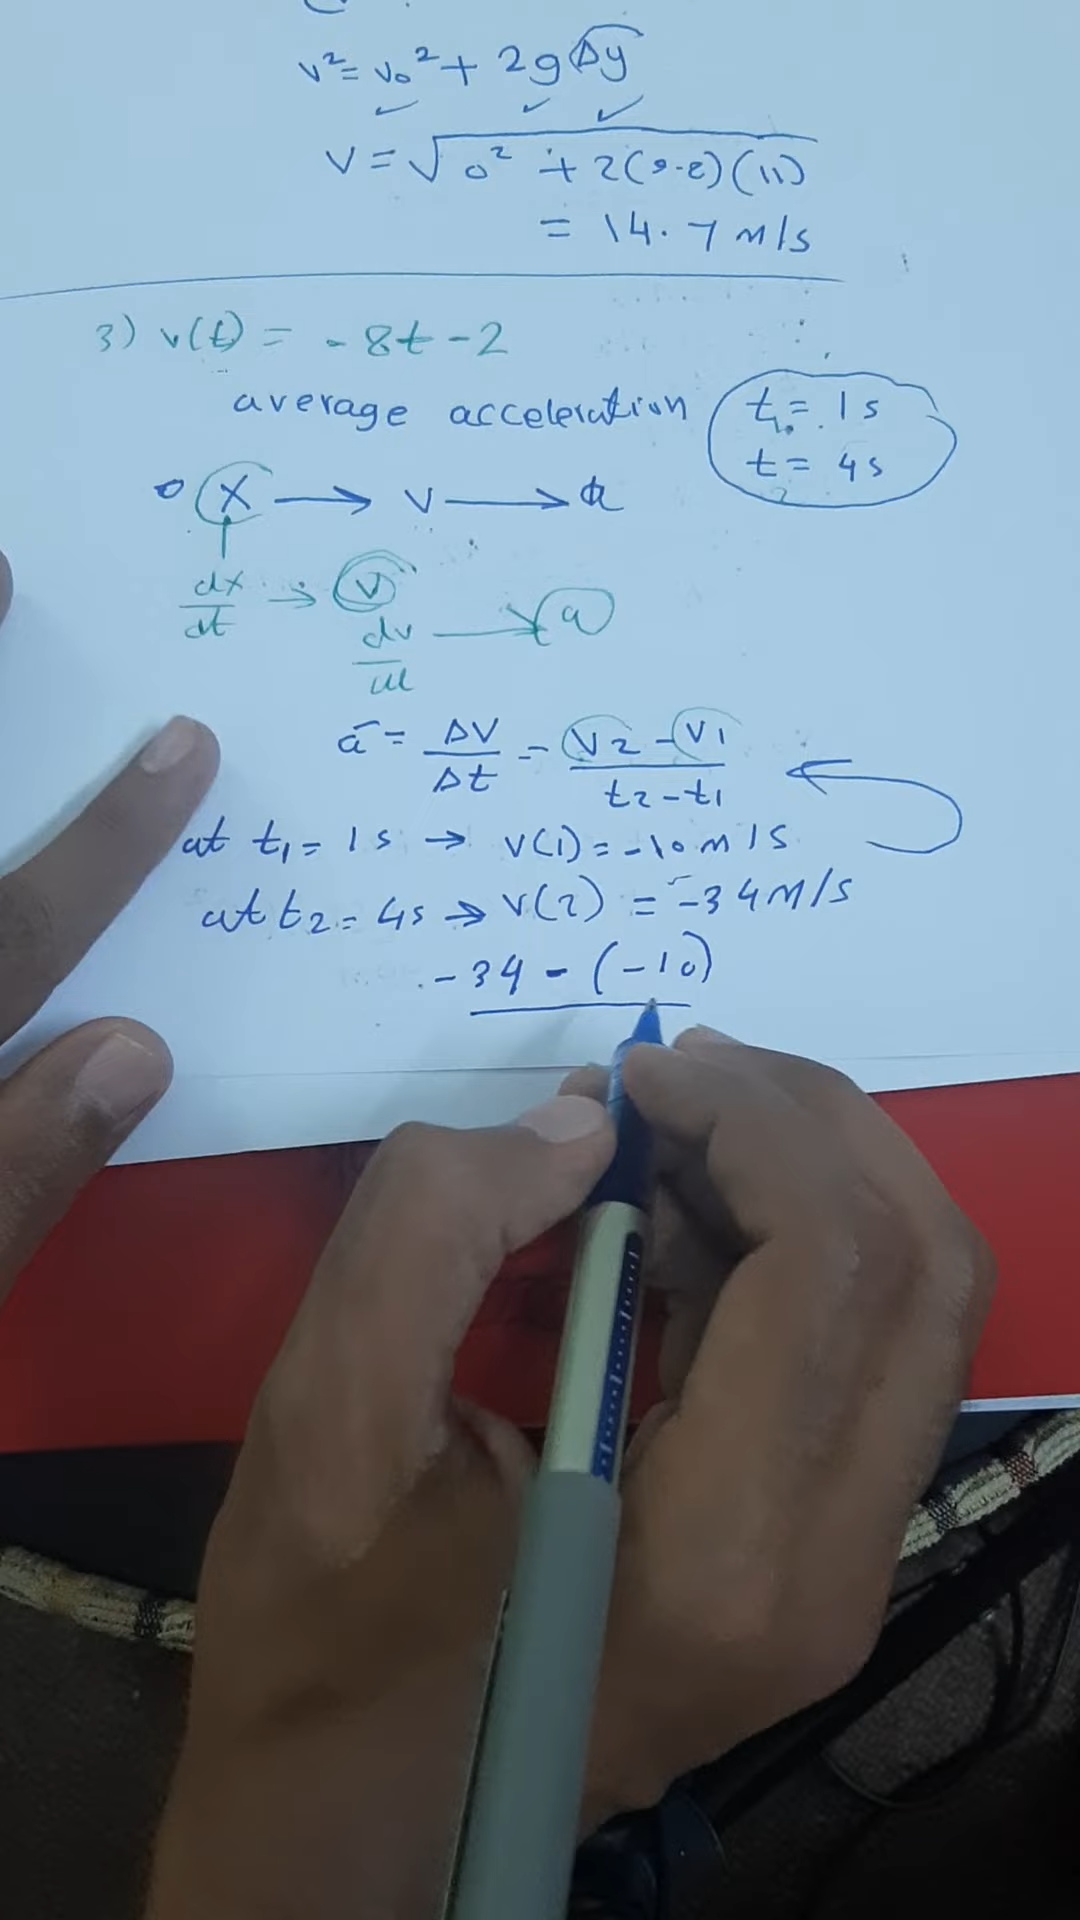 v² = v₀² + 2gΔy
v = √0² + 2(9.8)(11)
= 14.7 m/s
3) v(t) = -8t - 2
average acceleration
t₁ = 1s
t₂ = 4s
x → v → a
dx/dt → v
dv/dt → a
ā = Δv/Δt = v2 - v1/t2 - t1
at t₁ = 1s → v(1) = -10 m/s
at t2 = 4s → v(2) = -34 m/s
-34 - (-10)